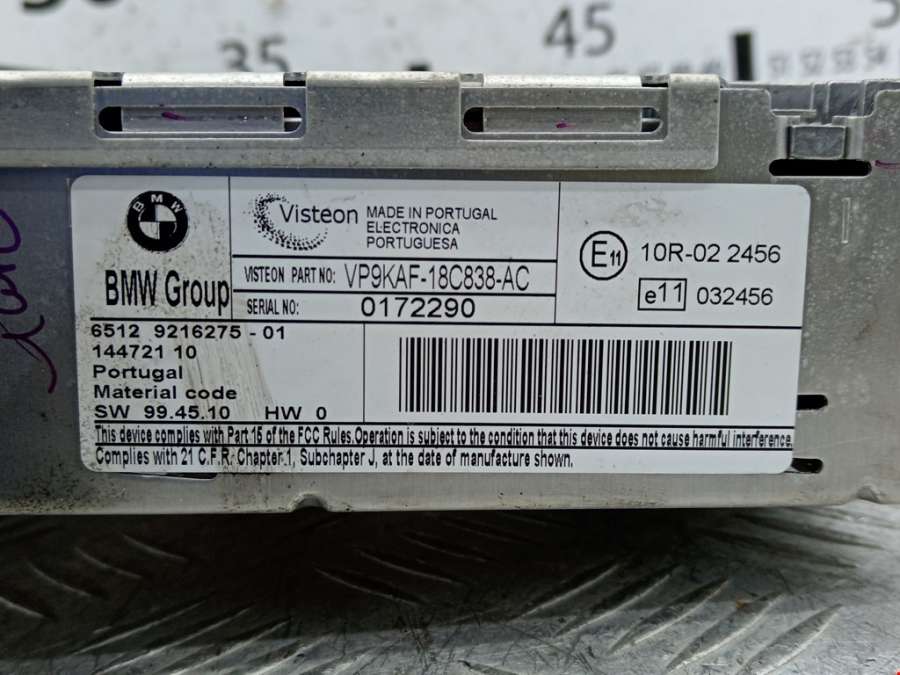 35
45
52 53 54
BMW
BMW Group
Visteon
MADE IN PORTUGAL
ELECTRONICA
PORTUGUESA
VISTEON PART NO: VP9KAF-18C838-AC
SERIAL NO: 0172290
E11 10R-02 2456
e11 032456
6512 9216275-01
144721 10
Portugal
Material code
SW 99.45.10 HW 0
This device complies with Part 15 of the FCC Rules.Operation is subject to the condition that this device does not cause harmful interference.
Complies with 21 C.F.R. Chapter 1, Subchapter J, at the date of manufacture shown.